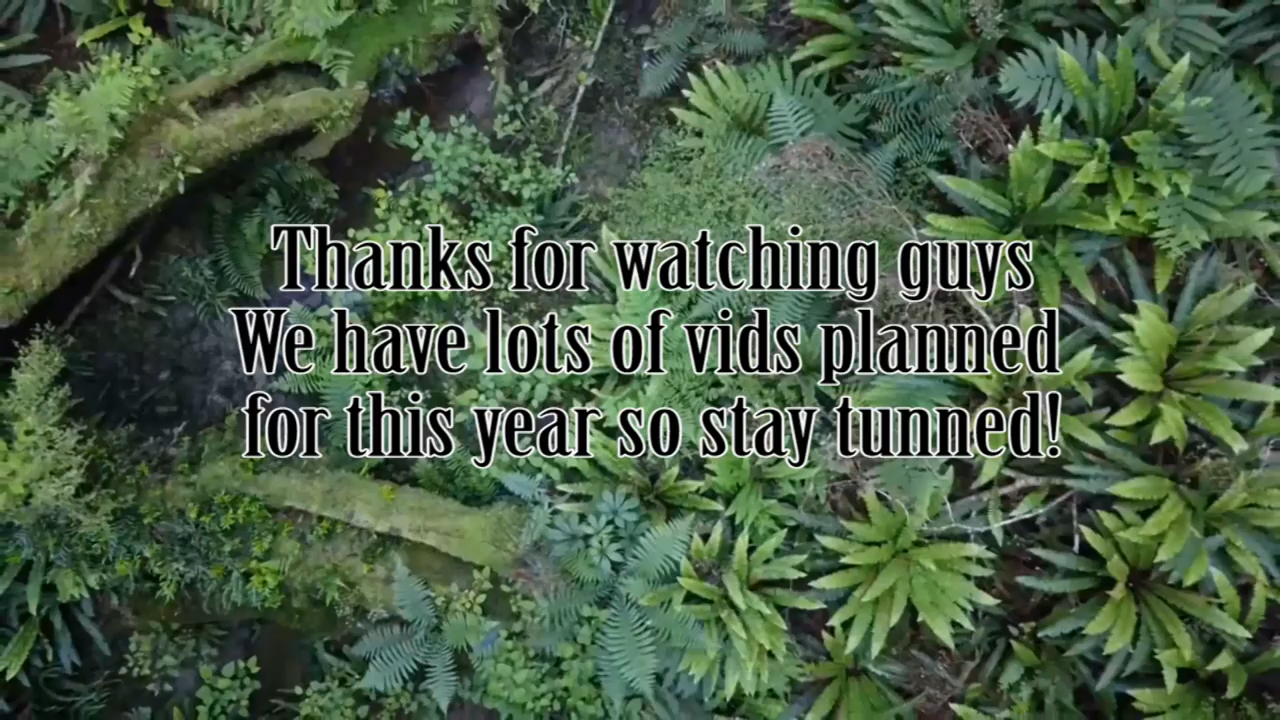 Thanks for watching guys
We have lots of vids planned
for this year so stay tunned!